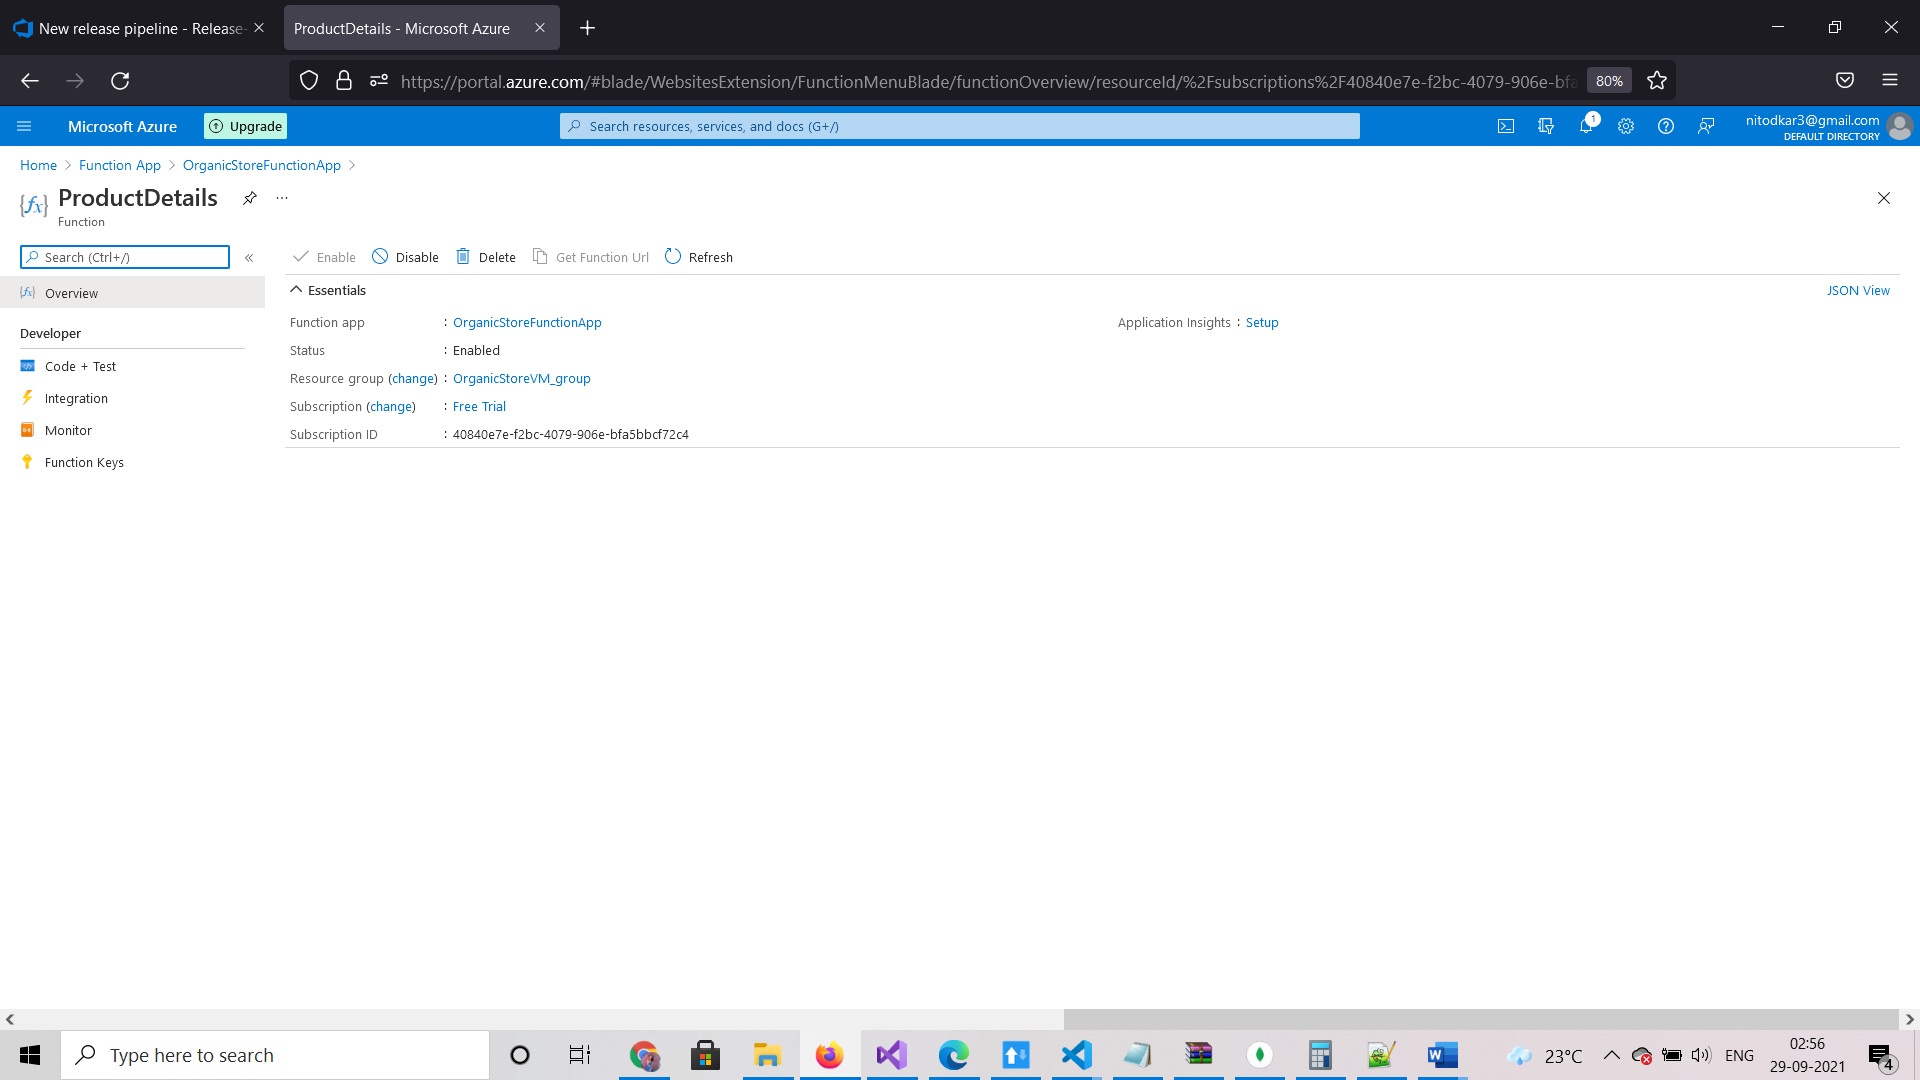 New release pipeline - Release-
ProductDetails - Microsoft Azure
https://portal.azure.com/#blade/WebsitesExtension/FunctionMenuBlade/functionOverview/resourceId/%2Fsubscriptions%2F40840e7e-f2bc-4079-906e-bfa
80%
Microsoft Azure
Upgrade
Search resources, services, and docs (G+/)
1
nitodkar3@gmail.com
DEFAULT DIRECTORY
Home > Function App > OrganicStoreFunctionApp >
{fx}
ProductDetails
...
Function
Search (Ctrl+/)
«
Enable
Disable
Delete
Get Function Url
Refresh
Overview
Essentials
JSON View
Function app : OrganicStoreFunctionApp
Application Insights : Setup
Status : Enabled
Resource group (change) : OrganicStoreVM_group
Subscription (change) : Free Trial
Subscription ID : 40840e7e-f2bc-4079-906e-bfa5bbcf72c4
Developer
Code + Test
Integration
Monitor
Function Keys
Type here to search
23°C
ENG
02:56
29-09-2021
4